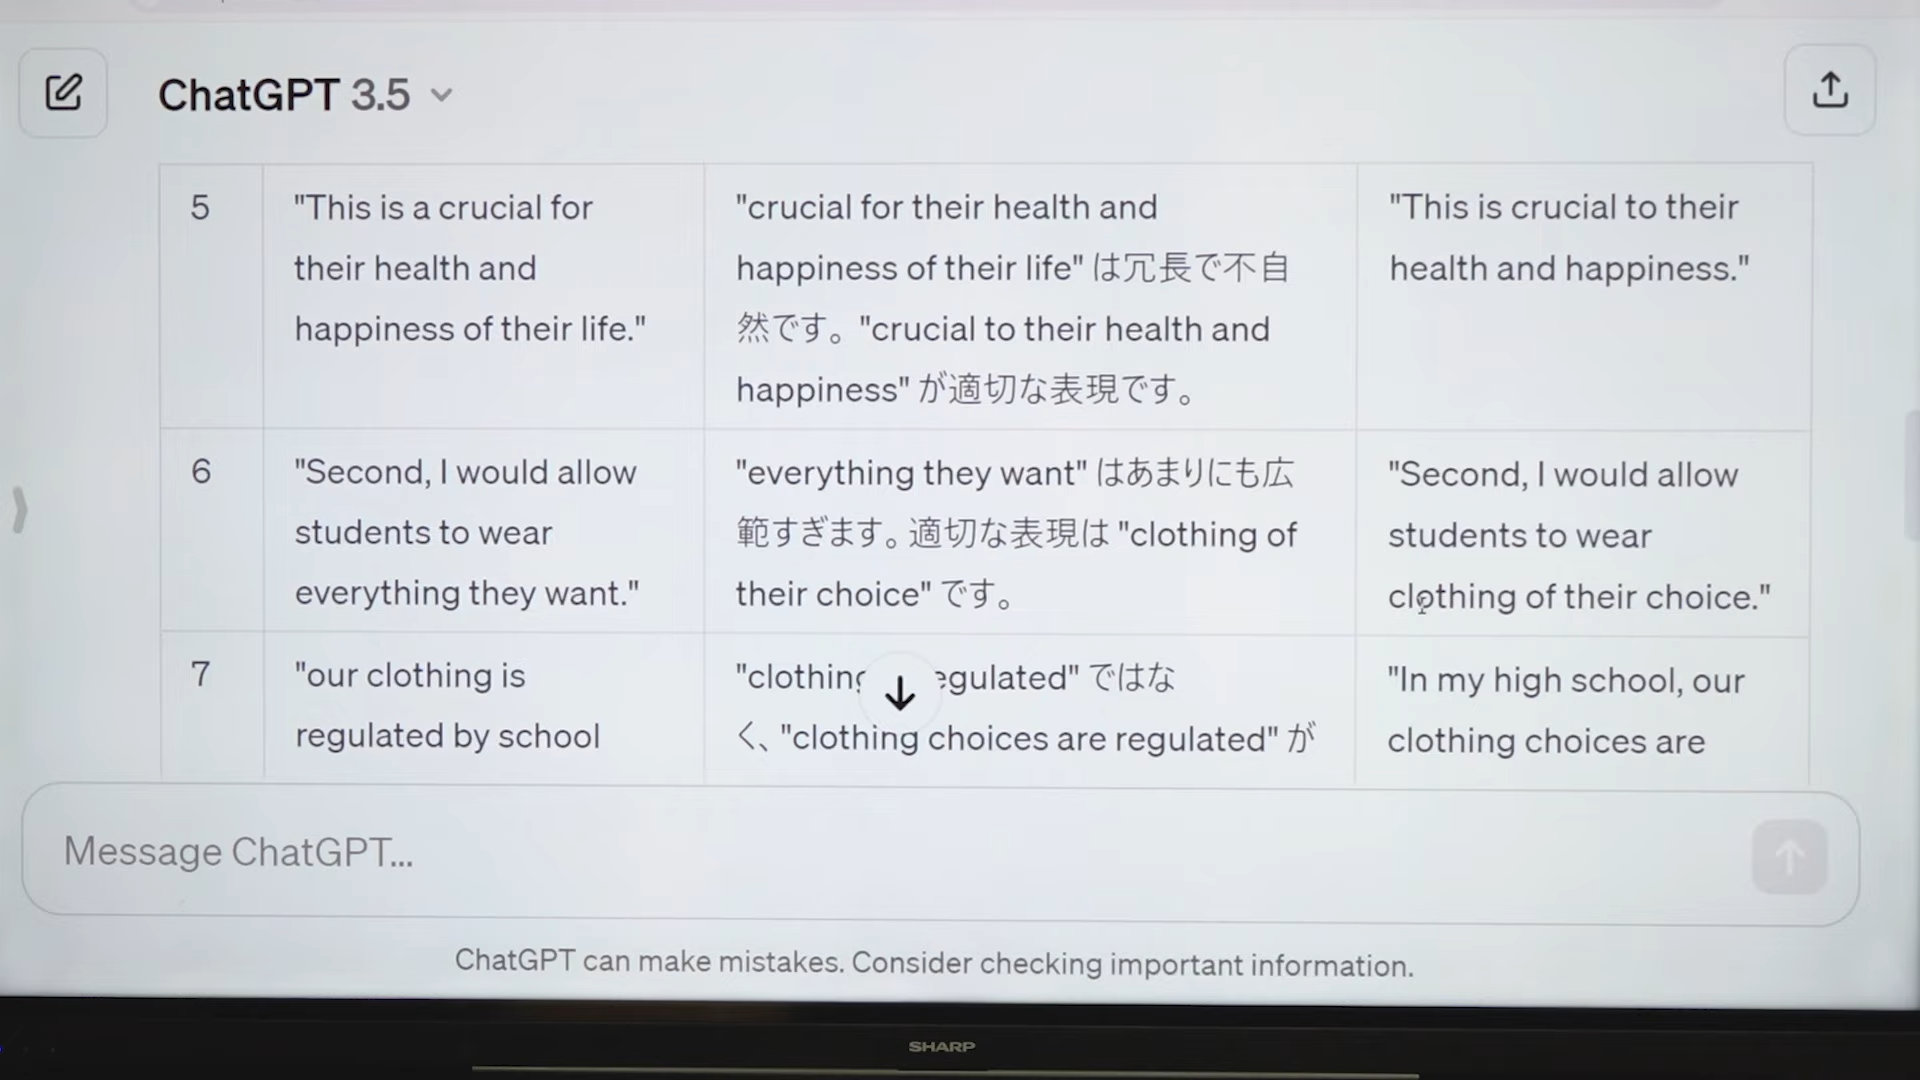 ChatGPT 3.5
5
"This is a crucial for
their health and
happiness of their life."
"crucial for their health and
happiness of their life" は冗長で不自
然です。"crucial to their health and
happiness" が適切な表現です。
"This is crucial to their
health and happiness."
6
"Second, I would allow
students to wear
everything they want."
"everything they want" はあまりにも広
範すぎます。適切な表現は "clothing of
their choice" です。
"Second, I would allow
students to wear
clothing of their choice."
7
"our clothing is
regulated by school
"clothing regulated" ではな
く、"clothing choices are regulated" が
"In my high school, our
clothing choices are
Message ChatGPT...
ChatGPT can make mistakes. Consider checking important information.
SHARP